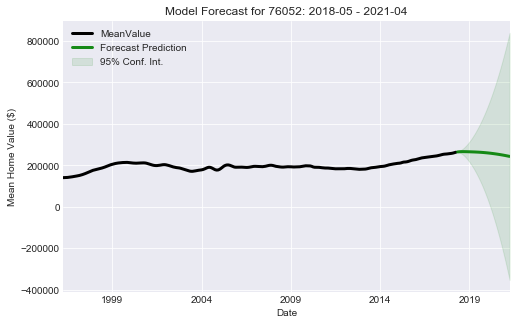 Model Forecast for 76052: 2018-05 - 2021-04
MeanValue
Forecast Prediction
95% Conf. Int.
800000
600000
400000
200000
0
−200000
−400000
Mean Home Value ($)
1999 2004 2009 2014 2019
Date